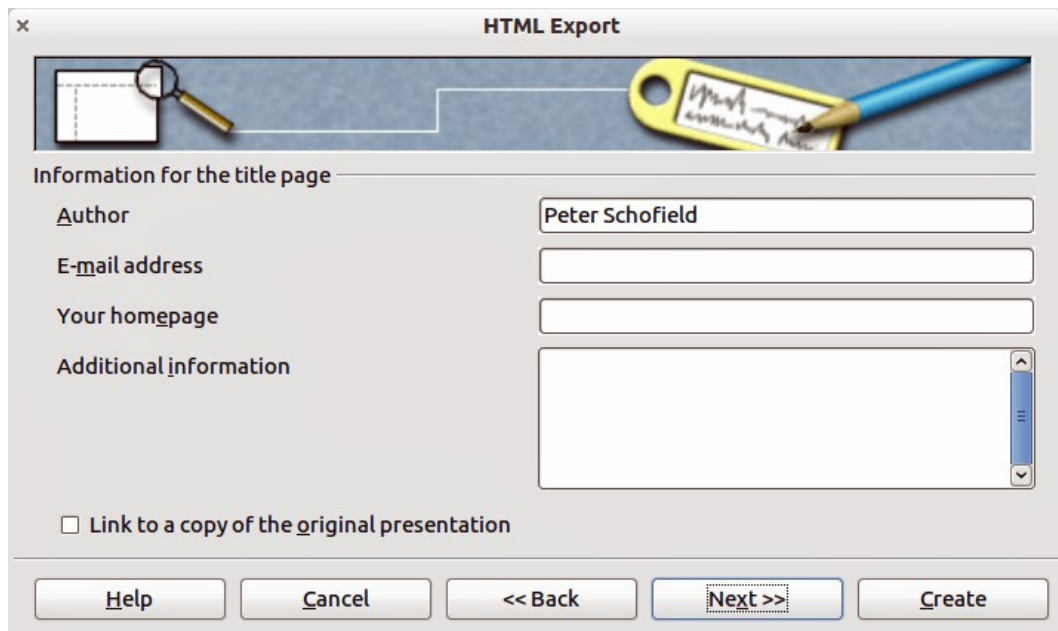 HTML Export
Information for the title page
Author
Peter Schofield
E-mail address
Your homepage
Additional information
Link to a copy of the original presentation
Help
Cancel
<< Back
Next >>
Create